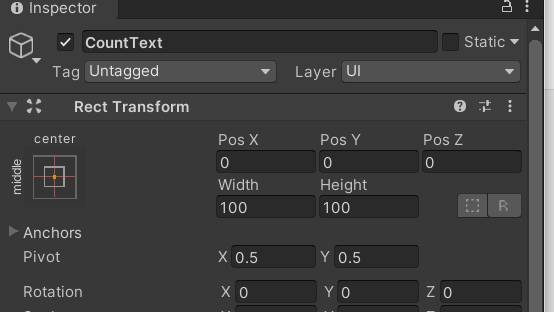 Inspector
CountText Static
Tag Untagged Layer UI
Rect Transform
center
middle
Pos X Pos Y Pos Z
0 0 0
Width Height
100 100
R
Anchors
Pivot X 0.5 Y 0.5
Rotation X 0 Y 0 Z 0